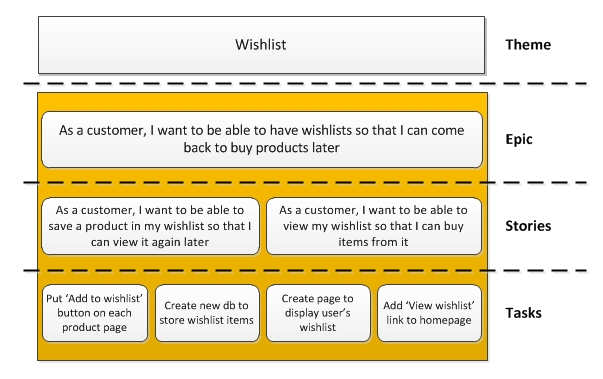 Wishlist
Theme
As a customer, I want to be able to have wishlists so that I can come
back to buy products later
Epic
As a customer, I want to be able to
save a product in my wishlist so that I
can view it again later
As a customer, I want to be able to
view my wishlist so that I can buy
items from it
Stories
Put ‘Add to wishlist’
button on each
product page
Create new db to
store wishlist items
Create page to
display user’s
wishlist
Add ‘View wishlist’
link to homepage
Tasks